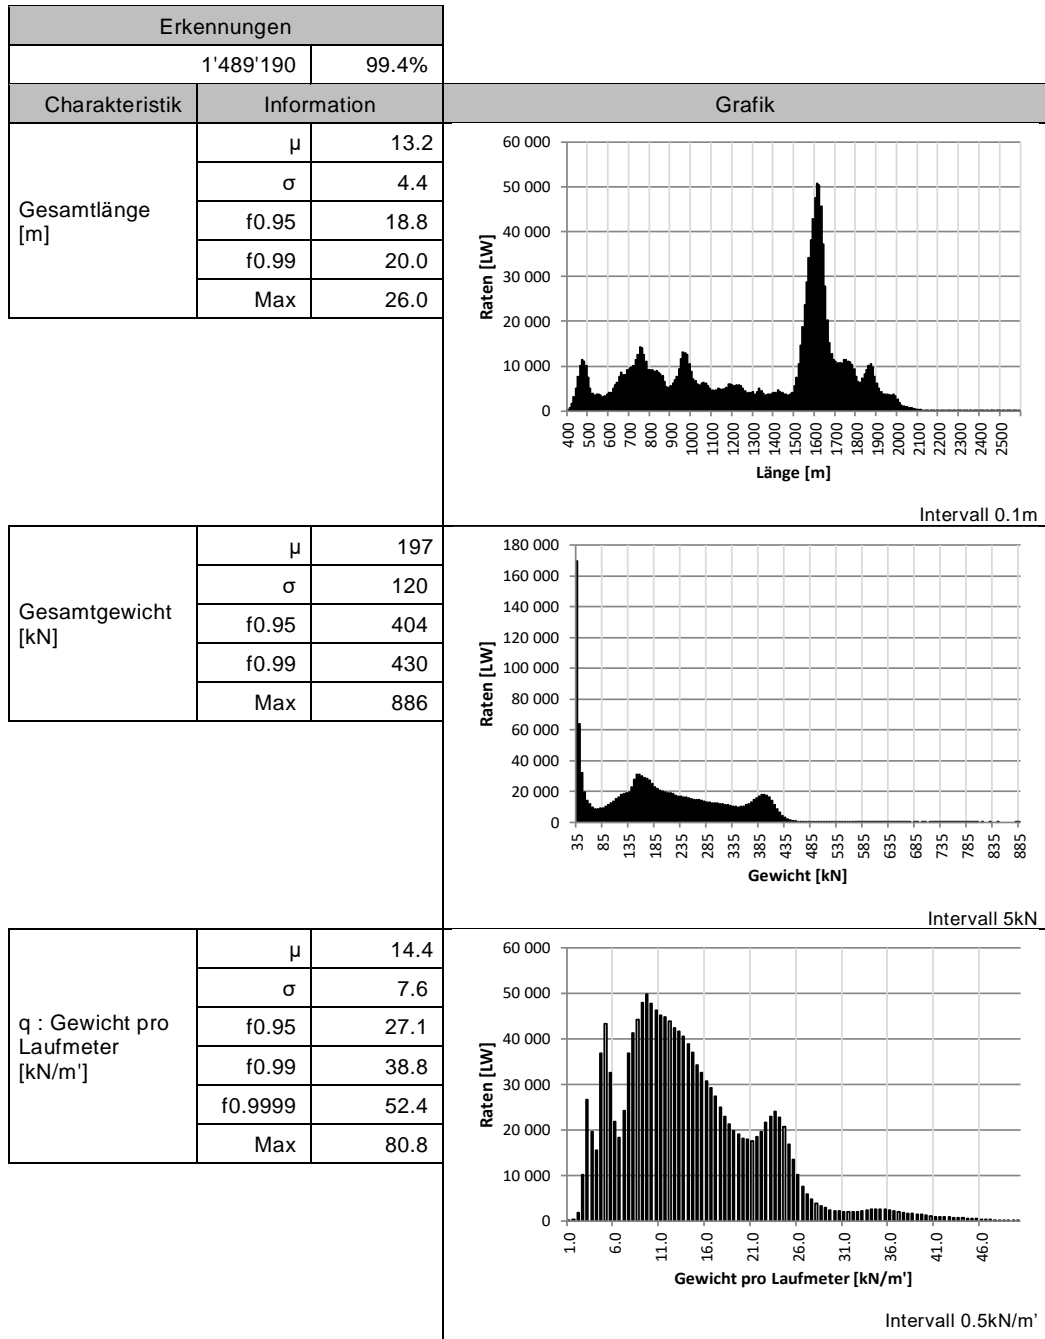 Erkennungen
1'489'190 99.4%
Charakteristik Information Grafik
Gesamtlänge [m]
µ 13.2
σ 4.4
f0.95 18.8
f0.99 20.0
Max 26.0
60 000
50 000
40 000
30 000
20 000
10 000
0
Raten [LW]
400 500 600 700 800 900 1000 1100 1200 1300 1400 1500 1600 1700 1800 1900 2000 2100 2200 2300 2400 2500
Länge [m]
Intervall 0.1m
Gesamtgewicht [kN]
µ 197
σ 120
f0.95 404
f0.99 430
Max 886
180 000
160 000
140 000
120 000
100 000
80 000
60 000
40 000
20 000
0
Raten [LW]
35 85 135 185 235 285 335 385 435 485 535 585 635 685 735 785 835 885
Gewicht [kN]
Intervall 5kN
q : Gewicht pro Laufmeter [kN/m']
µ 14.4
σ 7.6
f0.95 27.1
f0.99 38.8
f0.9999 52.4
Max 80.8
60 000
50 000
40 000
30 000
20 000
10 000
0
Raten [LW]
1.0 6.0 11.0 16.0 21.0 26.0 31.0 36.0 41.0 46.0
Gewicht pro Laufmeter [kN/m']
Intervall 0.5kN/m’